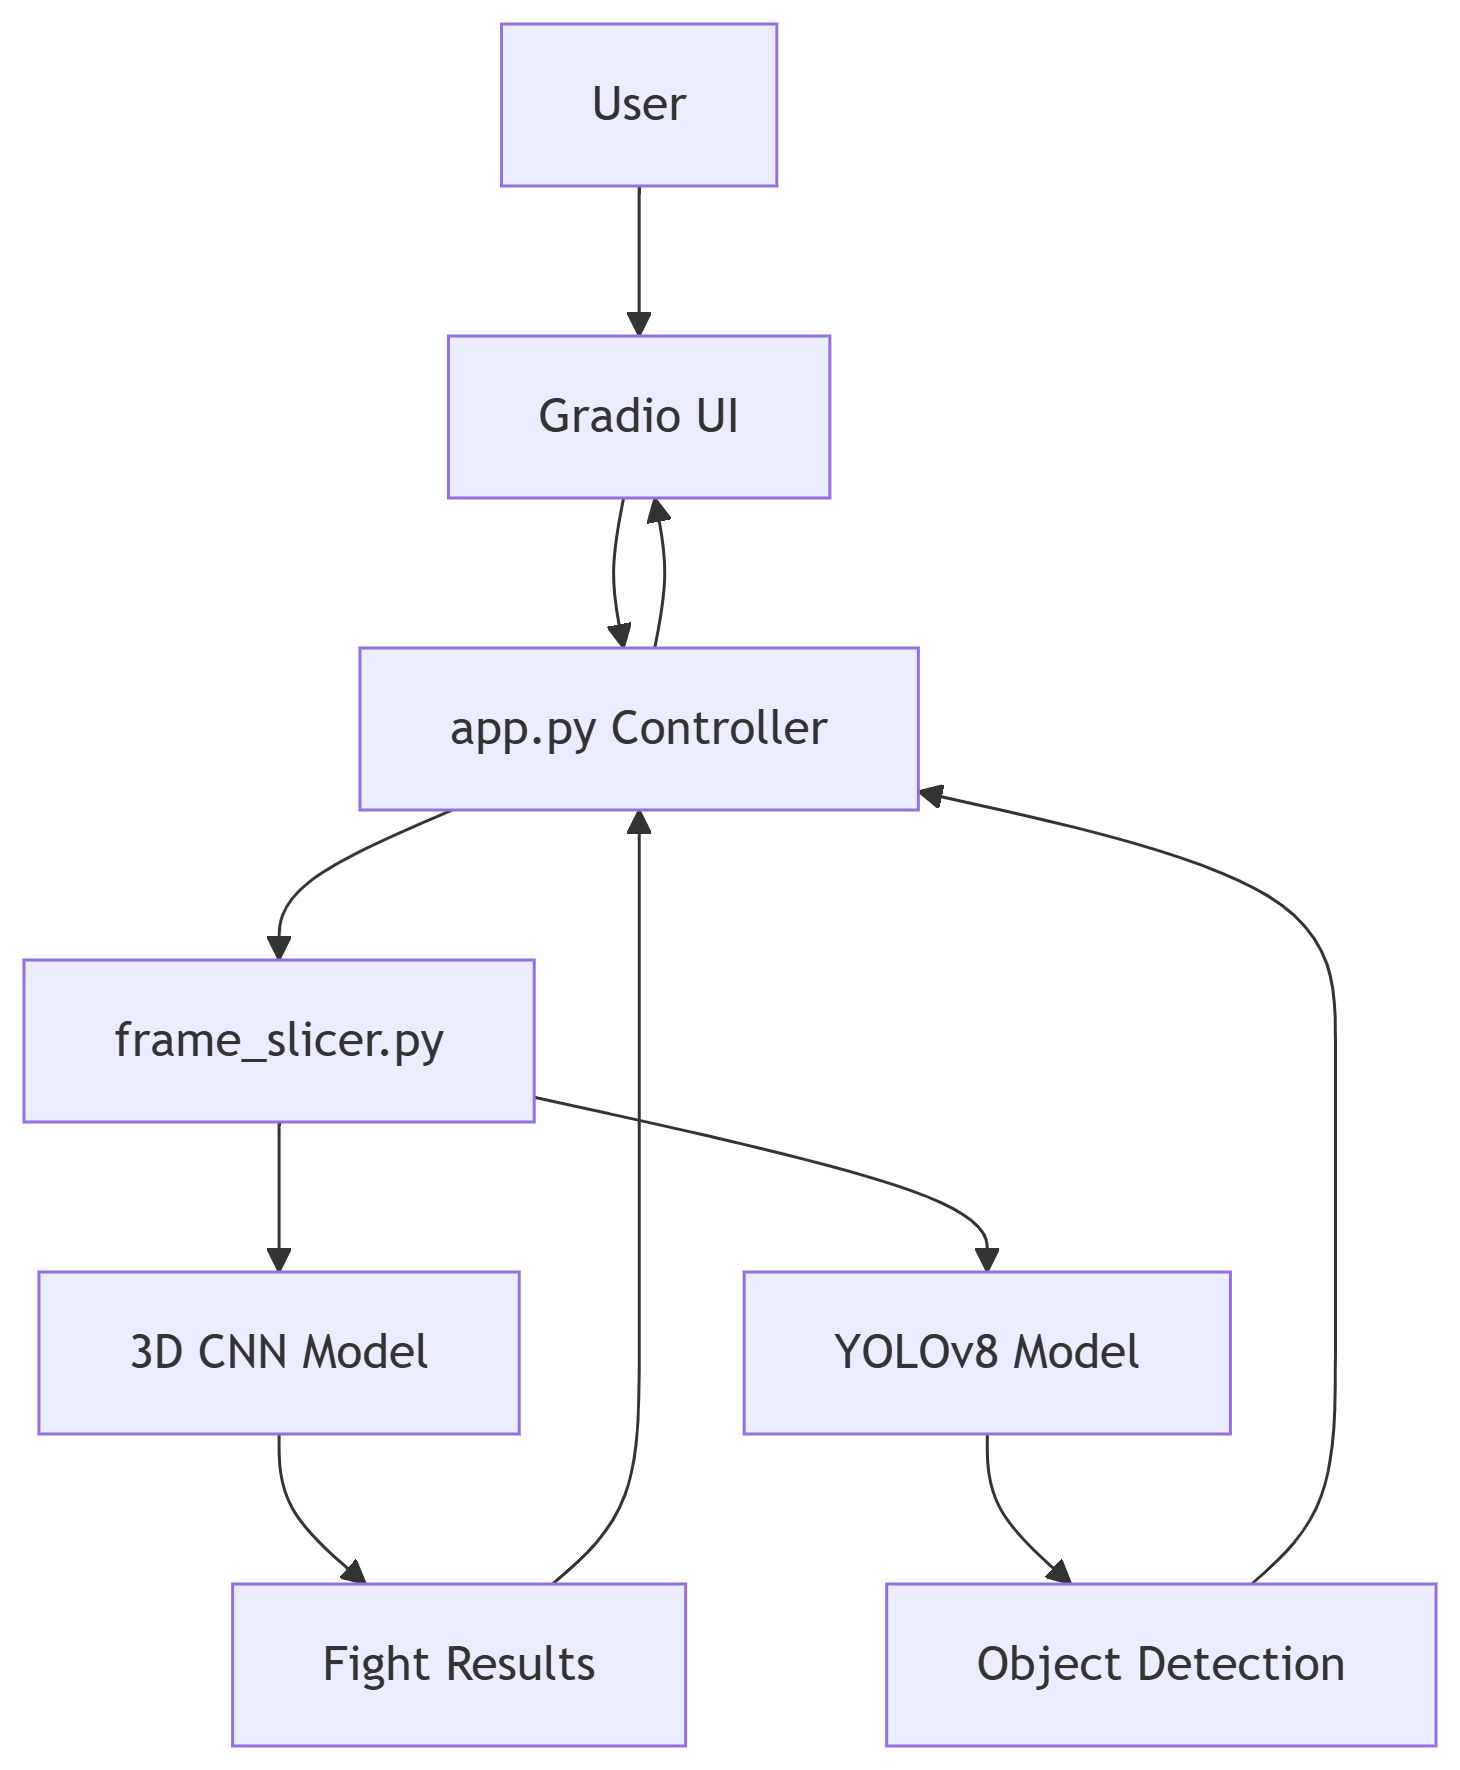 User
Gradio UI
app.py Controller
frame_slicer.py
3D CNN Model
YOLOv8 Model
Fight Results
Object Detection